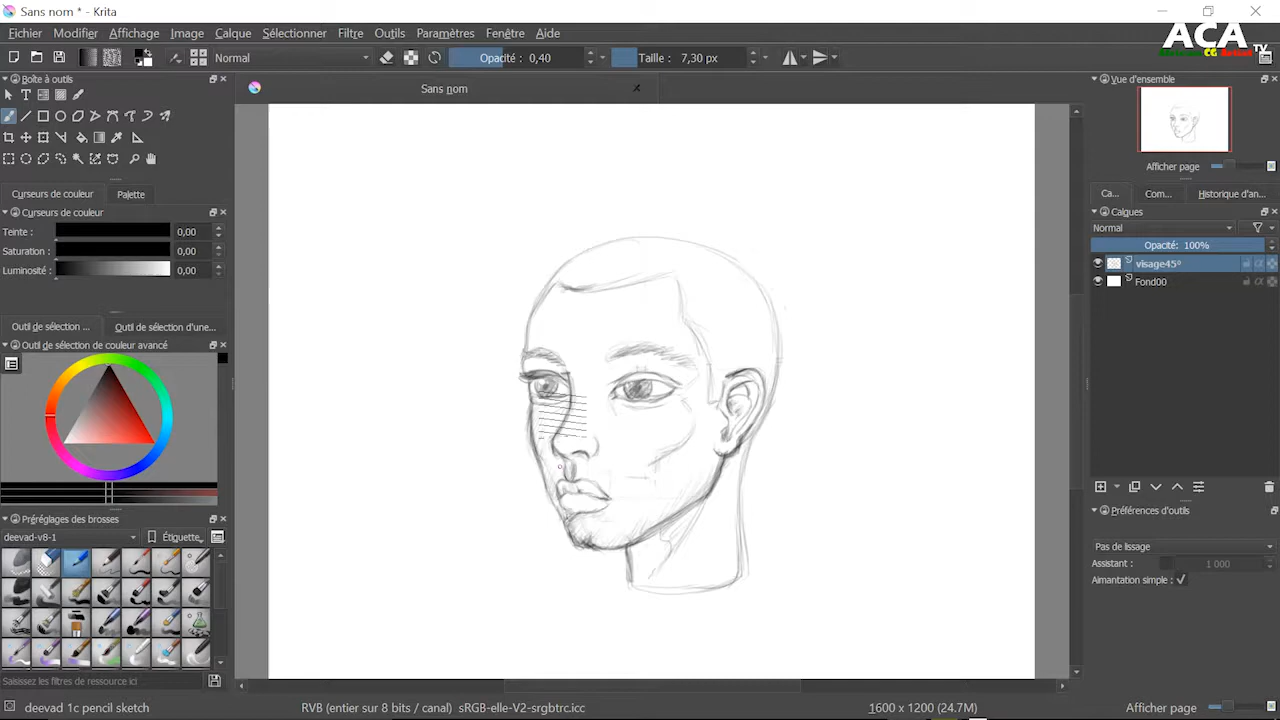 Sans nom * - Krita
Fichier Modifier Affichage Image Calque Sélectionner Filtre Outils Paramètres Fenêtre Aide
ACA
TV
Normal Opacité : 0,40 Taille : 7,30 px
Boîte à outils
Sans nom
Vue d'ensemble
Afficher page
Curseurs de couleur Palette
Ca... Com... Historique d'an...
Curseurs de couleur
Calques
Teinte : 0,00
Normal
Saturation : 0,00
Opacité: 100%
Luminosité : 0,00
visage45°
Fond00
Outil de sélection ... Outil de sélection d'une...
Outil de sélection de couleur avancé
Préférences d'outils
Préréglages des brosses
deevad-v8-1 Étiquette
Pas de lissage
Assistant : 1 000
Aimantation simple :
Saisissez les filtres de ressource ici
deevad 1c pencil sketch RVB (entier sur 8 bits / canal) sRGB-elle-V2-srgbtrc.icc 1600 x 1200 (24.7M) Afficher page